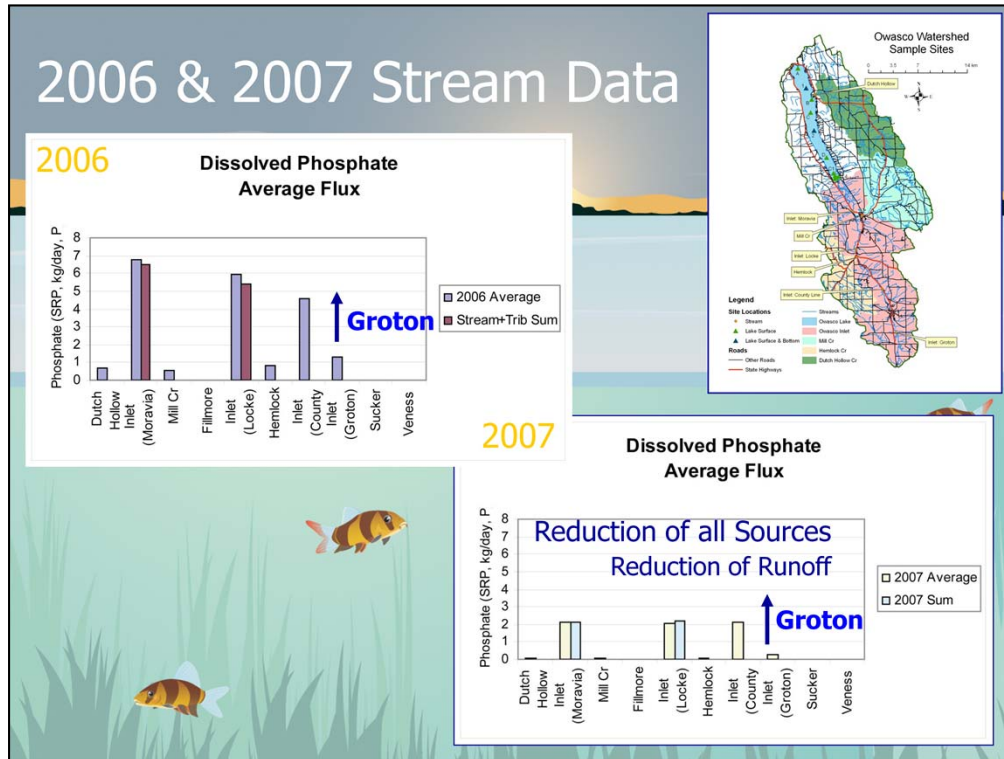 2006 & 2007 Stream Data
2006
Dissolved Phosphate
Average Flux
Phosphate (SRP, kg/day, P
8
7
6
5
4
3
2
1
0
Dutch
Hollow
Inlet
(Moravia)
Mill Cr
Fillmore
Inlet
(Locke)
Hemlock
Inlet
(County
Inlet
(Groton)
Sucker
Veness
Groton
2006 Average
Stream+Trib Sum
Owasco Watershed
Sample Sites
0 3.5 7 14 km
N
W E
S
Dutch Hollow
Inlet: Moravia
Mill Cr
Inlet: Locke
Hemlock
Inlet: County Line
Inlet: Groton
Legend
Site Locations
Stream
Lake Surface
Lake Surface & Bottom
Roads
Other Roads
State Highways
Streams
Owasco Lake
Owasco Inlet
Mill Cr
Hemlock Cr
Dutch Hollow Cr
2007
Dissolved Phosphate
Average Flux
Phosphate (SRP, kg/day, P
8
7
6
5
4
3
2
1
0
Reduction of all Sources
Reduction of Runoff
Groton
2007 Average
2007 Sum
Dutch
Hollow
Inlet
(Moravia)
Mill Cr
Fillmore
Inlet
(Locke)
Hemlock
Inlet
(County
Inlet
(Groton)
Sucker
Veness